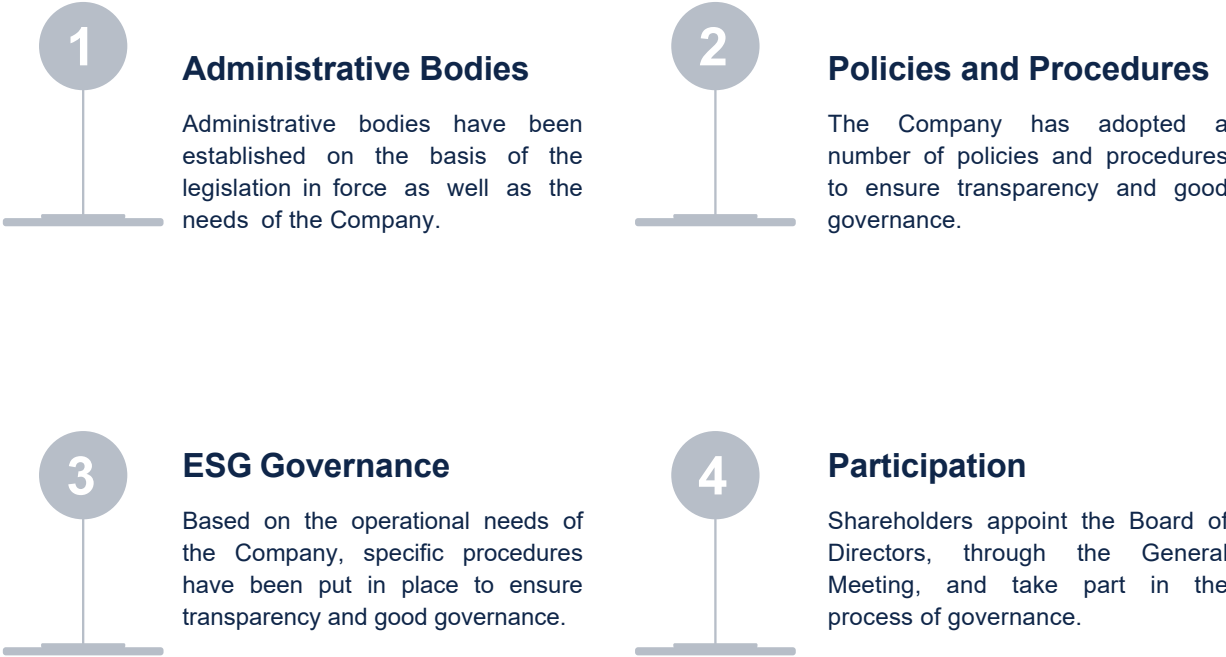 1
Administrative Bodies
Administrative bodies have been
established on the basis of the
legislation in force as well as the
needs of the Company.
2
Policies and Procedures
The Company has adopted a
number of policies and procedures
to ensure transparency and good
governance.
3
ESG Governance
Based on the operational needs of
the Company, specific procedures
have been put in place to ensure
transparency and good governance.
4
Participation
Shareholders appoint the Board of
Directors, through the General
Meeting, and take part in the
process of governance.